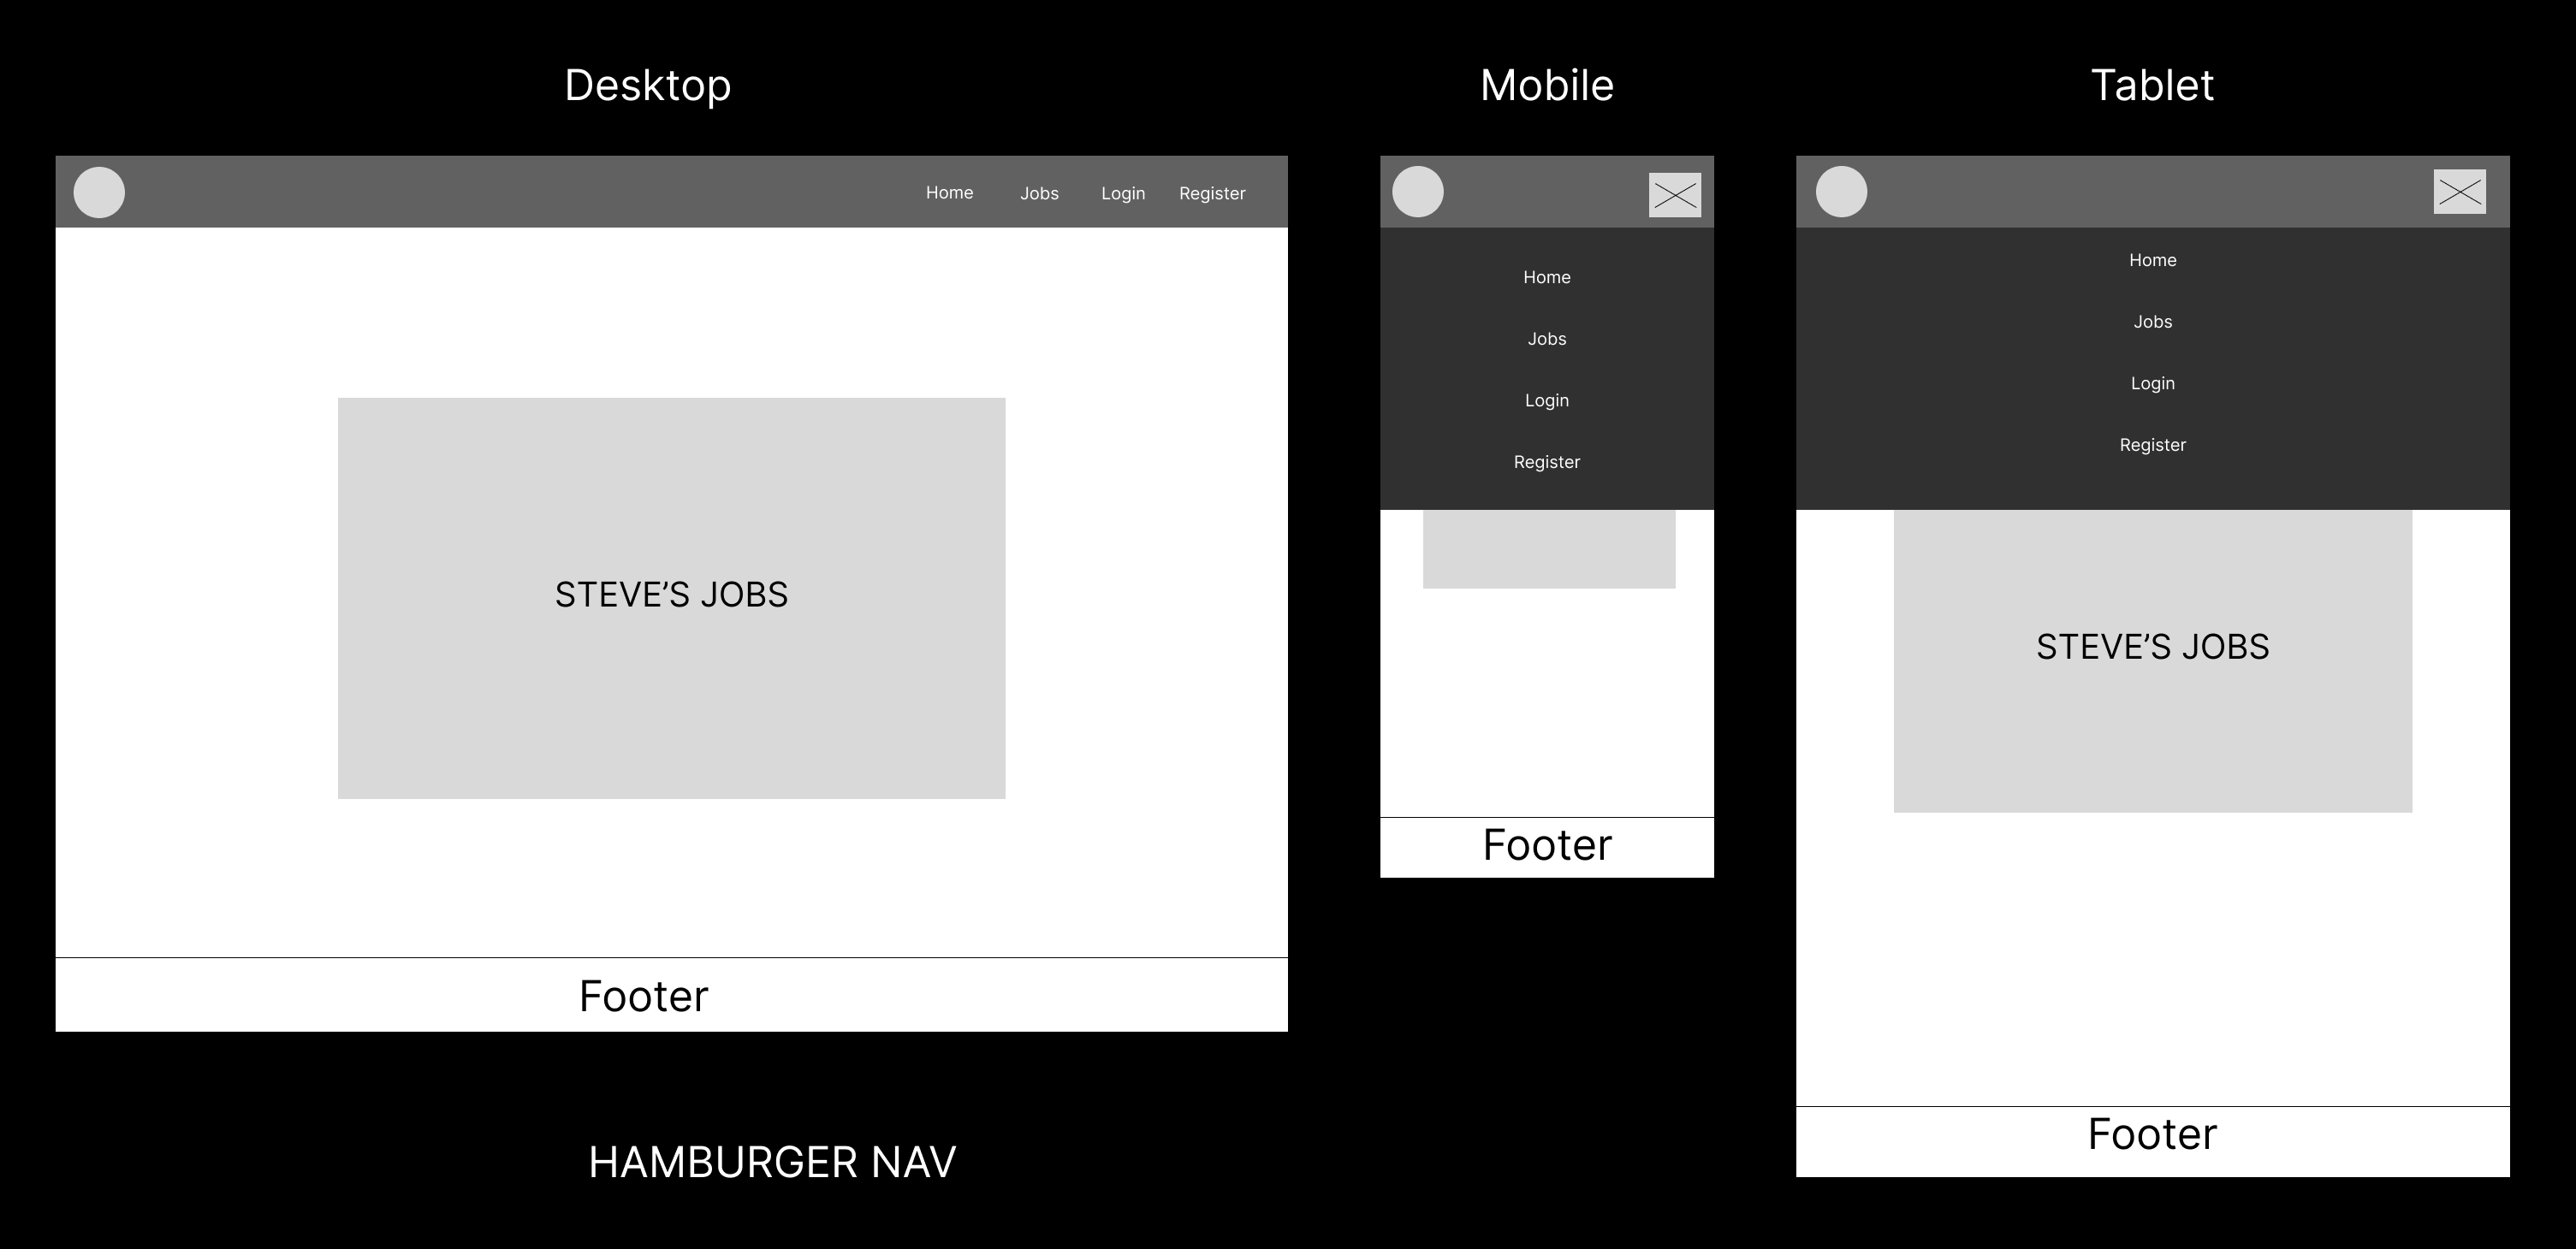 Desktop
Home Jobs Login Register
STEVE’S JOBS
Footer
HAMBURGER NAV
Mobile
Home
Jobs
Login
Register
Footer
Tablet
Home
Jobs
Login
Register
STEVE’S JOBS
Footer